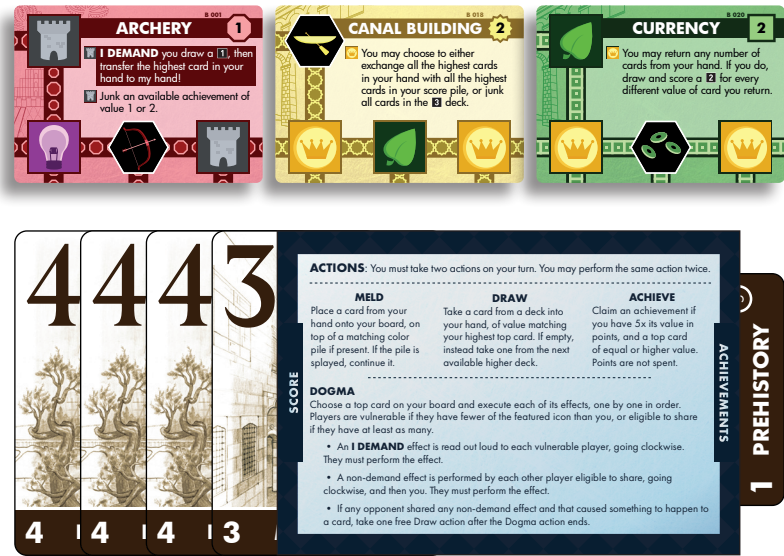 B 001
ARCHERY 1
I DEMAND you draw a 1, then
transfer the highest card in your
hand to my hand!
Junk an available achievement of
value 1 or 2.
B 018
CANAL BUILDING 2
You may choose to either
exchange all the highest cards
in your hand with all the highest
cards in your score pile, or junk
all cards in the 3 deck.
B 020
CURRENCY 2
You may return any number of
cards from your hand. If you do,
draw and score a 2 for every
different value of card you return.
4 4 4 3
4 4 4 3
SCORE
ACTIONS: You must take two actions on your turn. You may perform the same action twice.
MELD
Place a card from your
hand onto your board, on
top of a matching color
pile if present. If the pile is
splayed, continue it.
DRAW
Take a card from a deck into
your hand, of value matching
your highest top card. If empty,
instead take one from the next
available higher deck.
ACHIEVE
Claim an achievement if
you have 5x its value in
points, and a top card
of equal or higher value.
Points are not spent.
DOGMA
Choose a top card on your board and execute each of its effects, one by one in order.
Players are vulnerable if they have fewer of the featured icon than you, or eligible to share
if they have at least as many.
• An I DEMAND effect is read out loud to each vulnerable player, going clockwise.
They must perform the effect.
• A non-demand effect is performed by each other player eligible to share, going
clockwise, and then you. They must perform the effect.
• If any opponent shared any non-demand effect and that caused something to happen to
a card, take one free Draw action after the Dogma action ends.
ACHIEVEMENTS
1 PREHISTORY